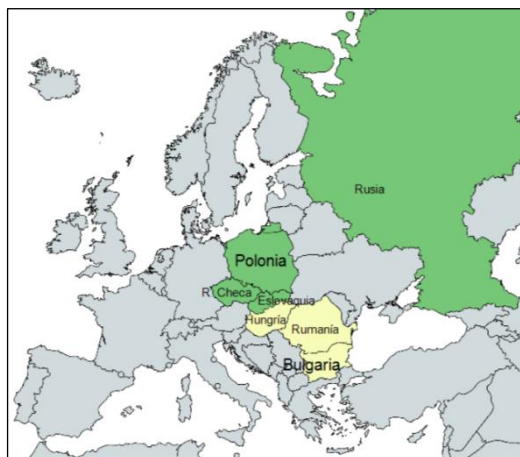 Rusia
Polonia
R. Checa
Eslovaquia
Hungría
Rumanía
Bulgaria